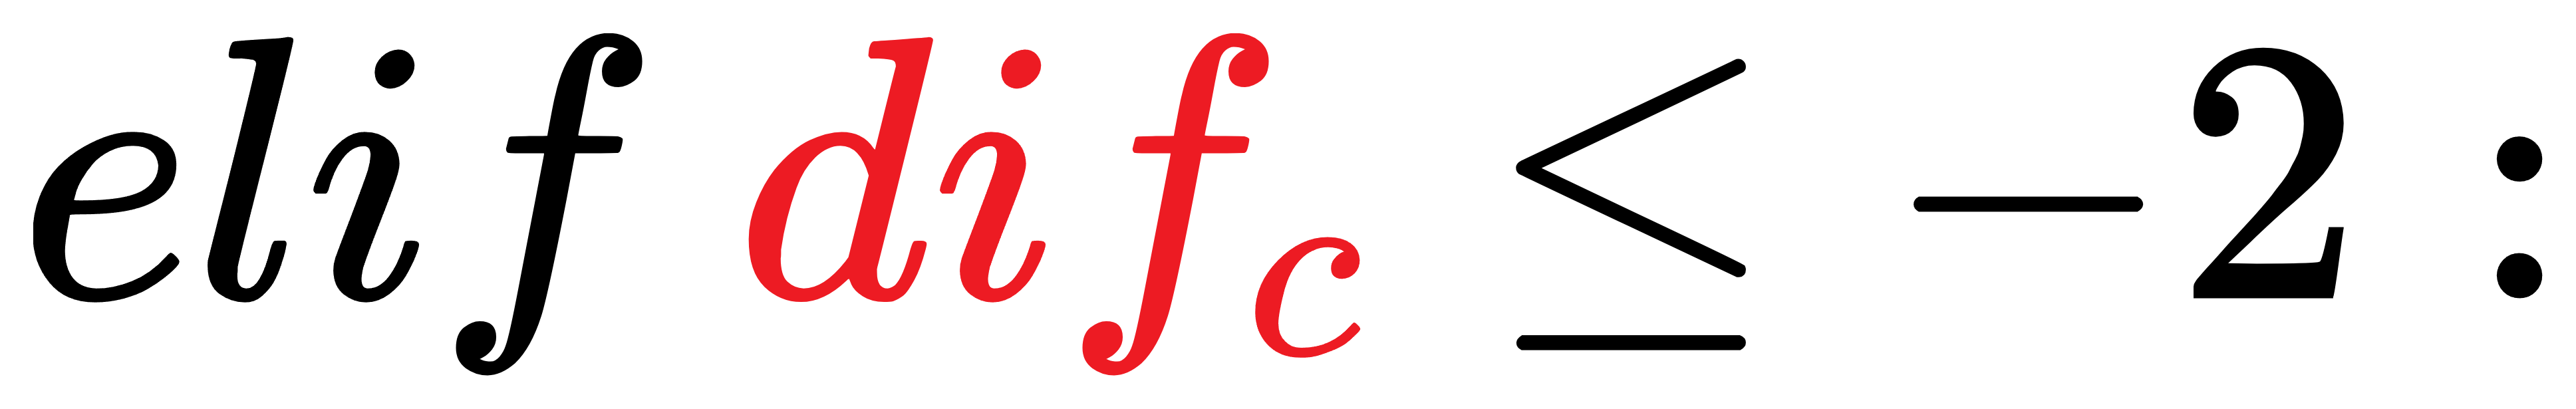 elif dif_c ≤ −2 :